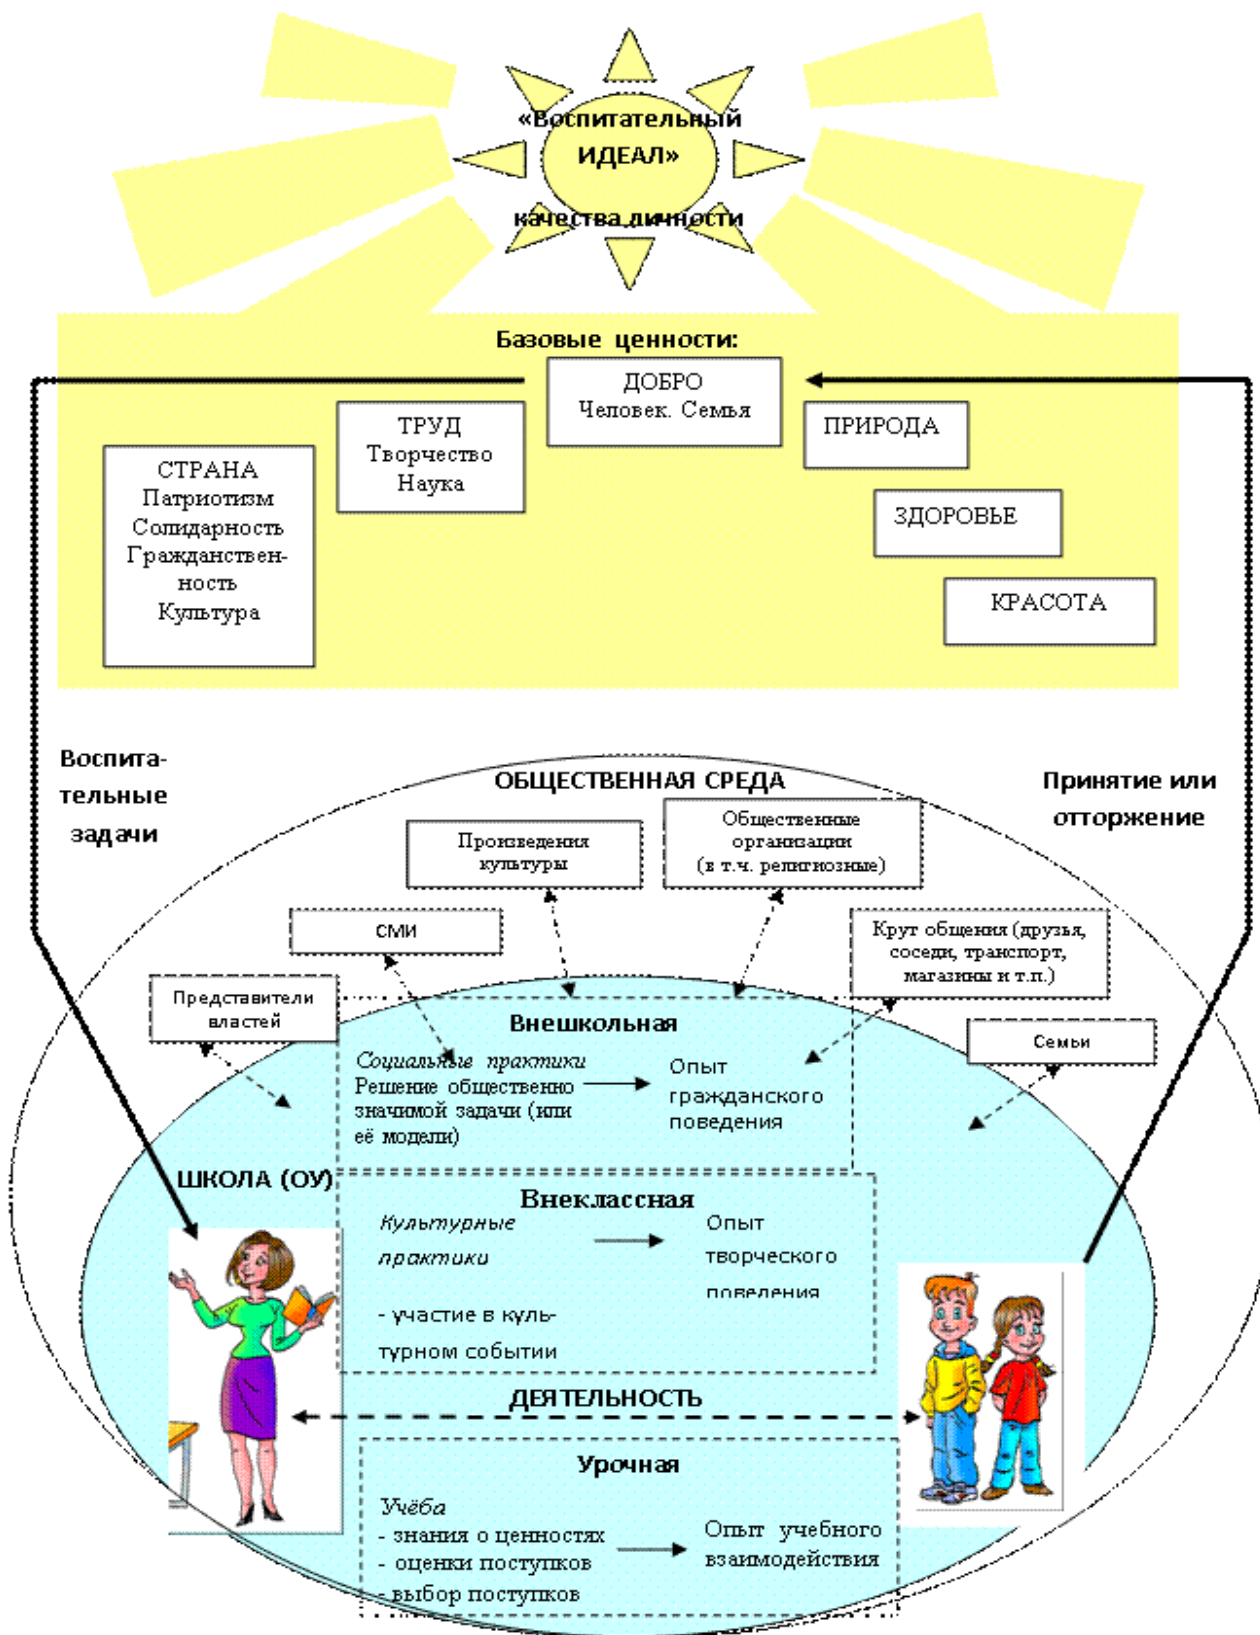 «Воспитательный
ИДЕАЛ»
качества личности
Базовые ценности:
ДОБРО
Человек. Семья
ТРУД
Творчество
Наука
ПРИРОДА
СТРАНА
Патриотизм
Солидарность
Гражданствен-
ность
Культура
ЗДОРОВЬЕ
КРАСОТА
Воспита-
тельные
задачи
ОБЩЕСТВЕННАЯ СРЕДА
Принятие или
отторжение
Произведения
культуры
Общественные
организации
(в т.ч. религиозные)
СМИ
Круг общения (друзья,
соседи, транспорт,
магазины и т.п.)
Представители
властей
Семьи
Внешкольная
Социальные практики
Решение общественно
значимой задачи (или
её модели)
Опыт
гражданского
поведения
ШКОЛА (ОУ)
Внеклассная
Культурные
практики
- участие в куль-
турном событии
Опыт
творческого
поведения
ДЕЯТЕЛЬНОСТЬ
Урочная
Учёба
- знания о ценностях
- оценки поступков
- выбор поступков
Опыт учебного
взаимодействия